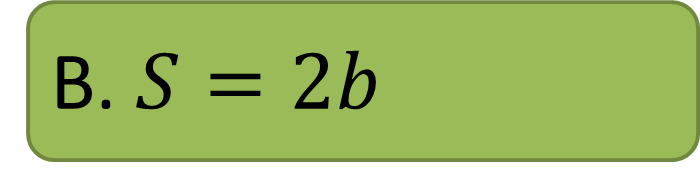 B. S = 2b